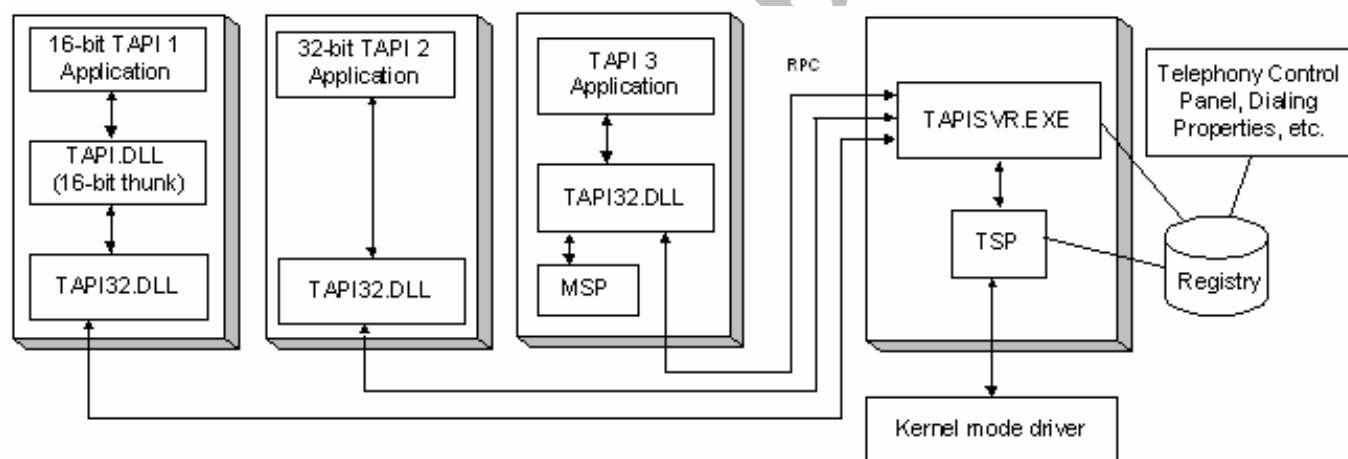 16-bit TAPI 1
Application
TAPI.DLL
(16-bit thunk)
TAPI32.DLL
32-bit TAPI 2
Application
TAPI32.DLL
TAPI 3
Application
TAPI32.DLL
MSP
RPC
TAPISVR.EXE
TSP
Kernel mode driver
Telephony Control
Panel, Dialing
Properties, etc.
Registry